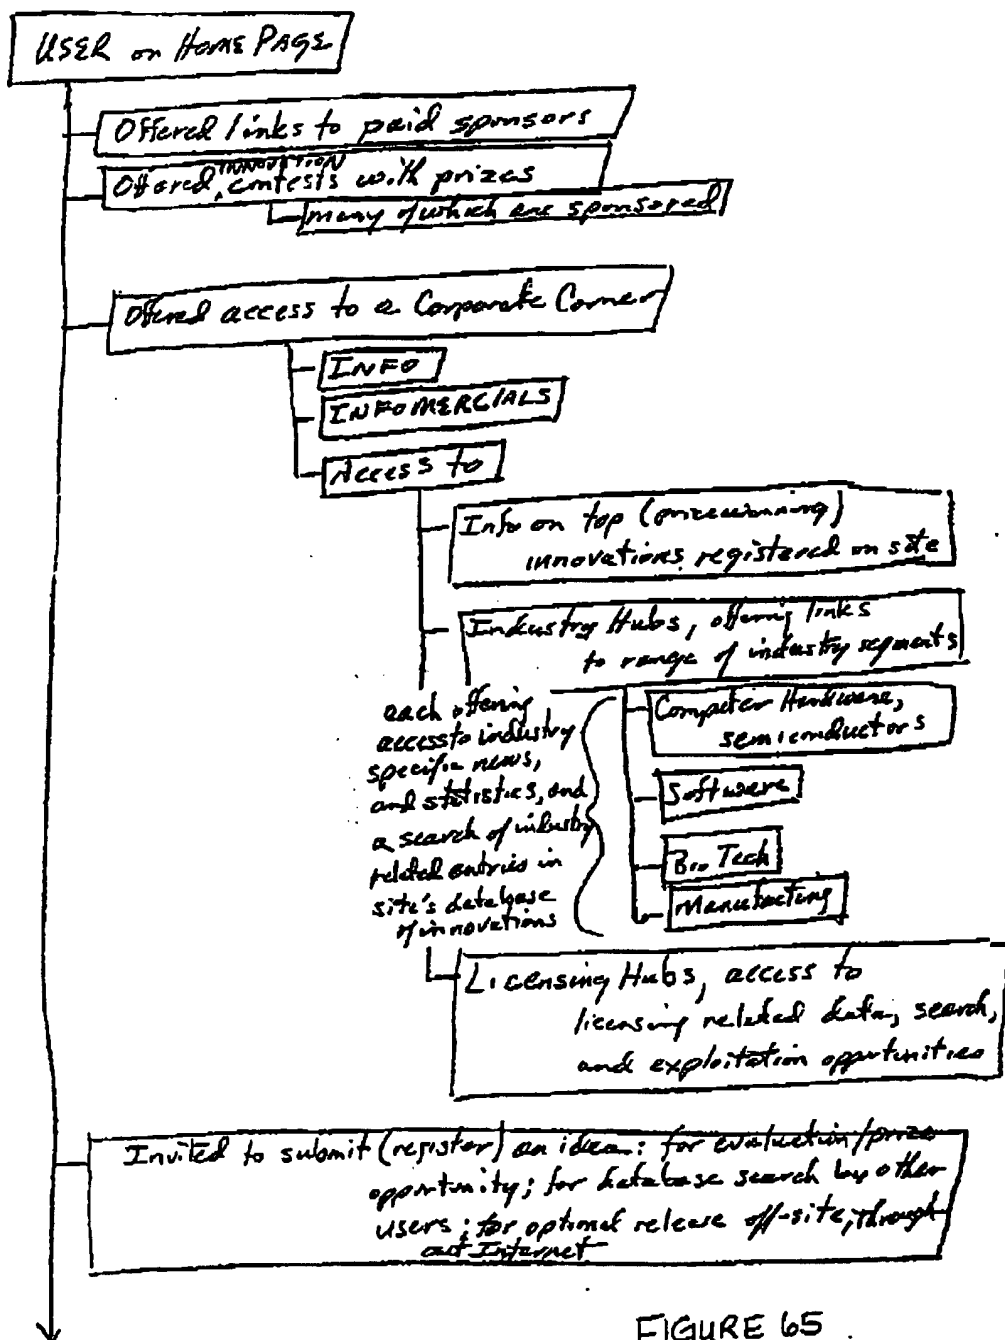 USER on HOME PAGE
Offered links to paid sponsors
Offered INNOVATION contests with prizes
many of which are sponsored
Offered access to a Corporate Corner
INFO
INFOMERCIALS
Access to
Info on top (prizewinning)
innovations registered on site
Industry Hubs, offering links
to range of industry segments
each offering
access to industry
specific news,
and statistics, and
a search of industry
related entries in
site's database
of innovations
Computer Hardware,
semiconductors
Software
Bio Tech
Manufacturing
Licensing Hubs, access to
licensing related data, search,
and exploitation opportunities
Invited to submit (register) an idea: for evaluation/prize
opportunity; for database search by other
users; for optional release off-site, through
out Internet
FIGURE 65